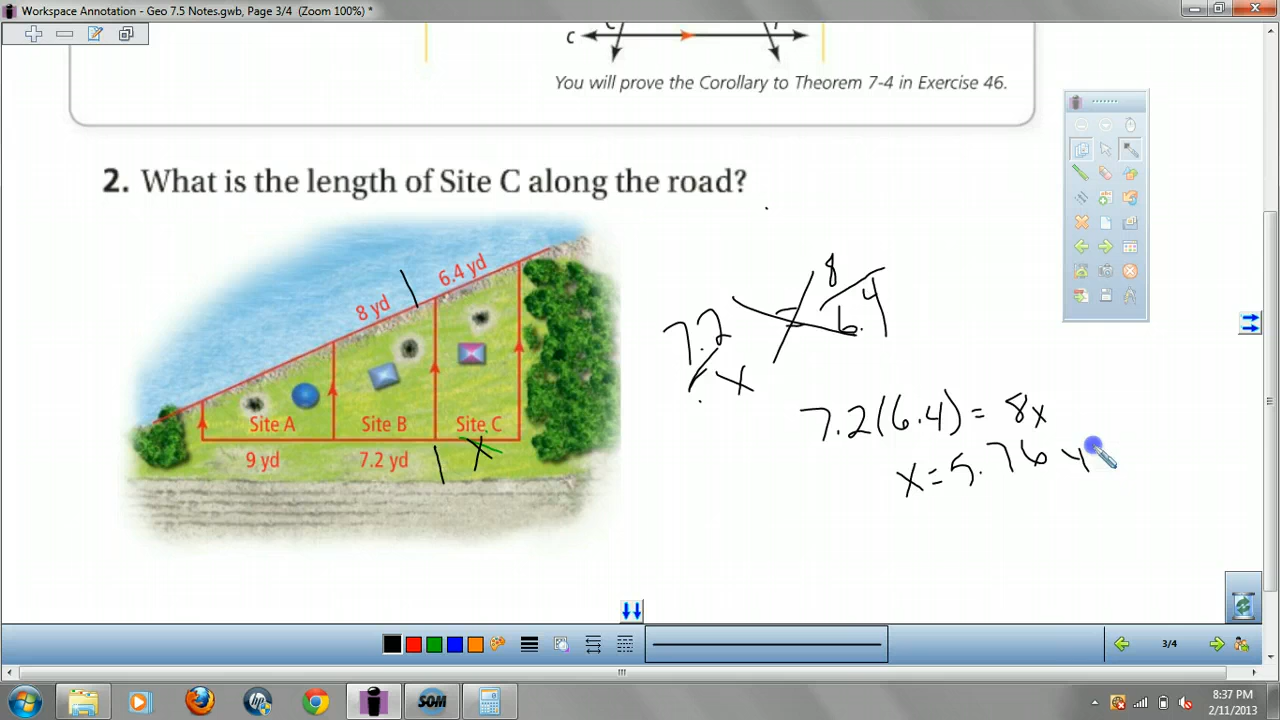 Workspace Annotation - Geo 7.5 Notes.gwb, Page 3/4 (Zoom 100%) *
C
You will prove the Corollary to Theorem 7-4 in Exercise 46.
2. What is the length of Site C along the road?
6.4 yd
8 yd
Site A
Site B
Site C
9 yd
7.2 yd
x
7.2
x
=
8
6.4
7.2(6.4) = 8x
x = 5.76 y
3/4
SOM
hp
8:37 PM
2/11/2013